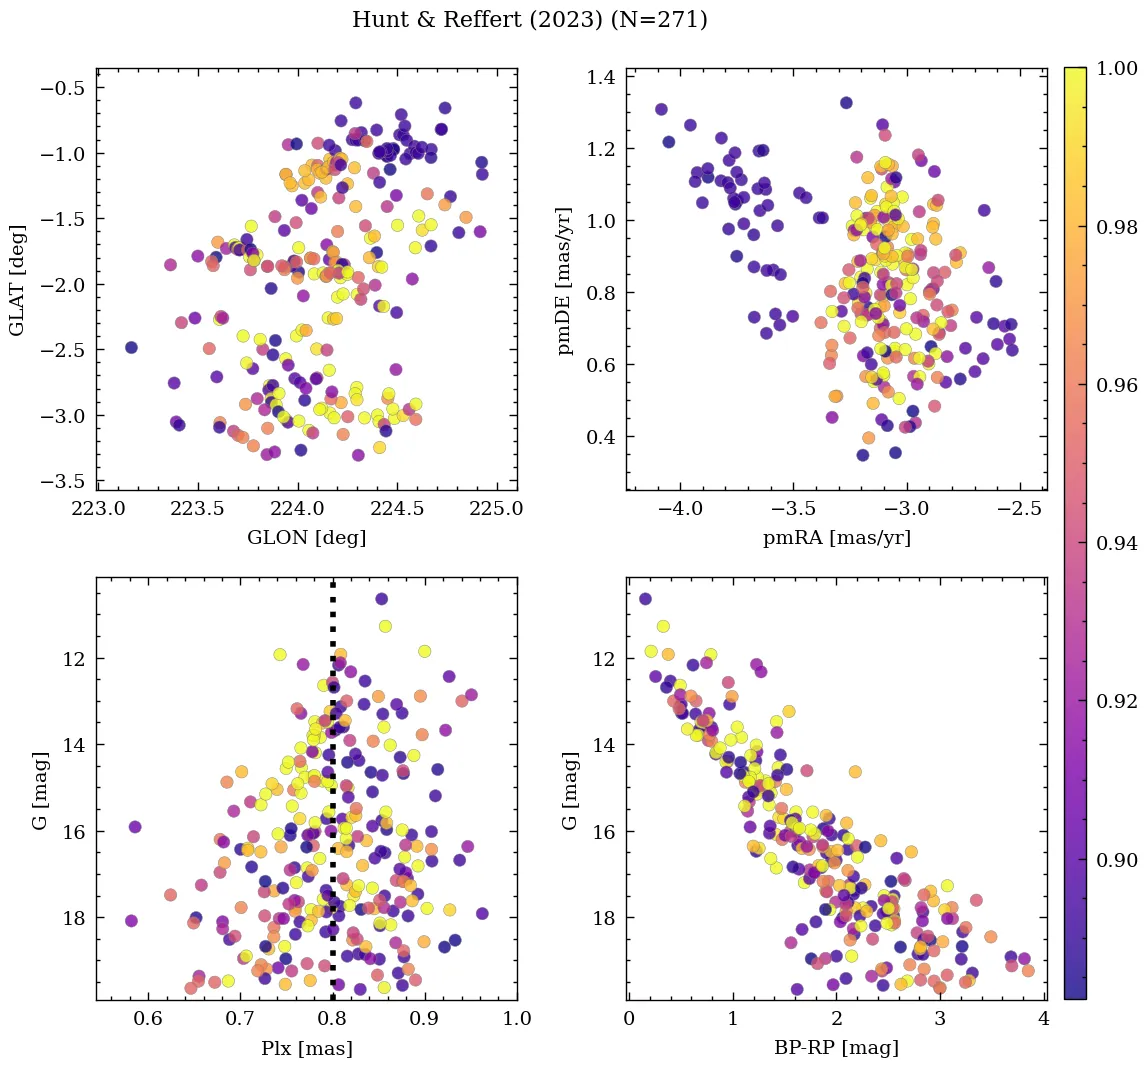 Hunt & Reffert (2023) (N=271)
−0.5
−1.0
−1.5
−2.0
−2.5
−3.0
−3.5
GLAT [deg]
223.0 223.5 224.0 224.5 225.0
GLON [deg]
1.4
1.2
1.0
0.8
0.6
0.4
pmDE [mas/yr]
−4.0 −3.5 −3.0 −2.5
pmRA [mas/yr]
12
14
16
18
G [mag]
0.6 0.7 0.8 0.9 1.0
Plx [mas]
12
14
16
18
G [mag]
0 1 2 3 4
BP-RP [mag]
1.00
0.98
0.96
0.94
0.92
0.90